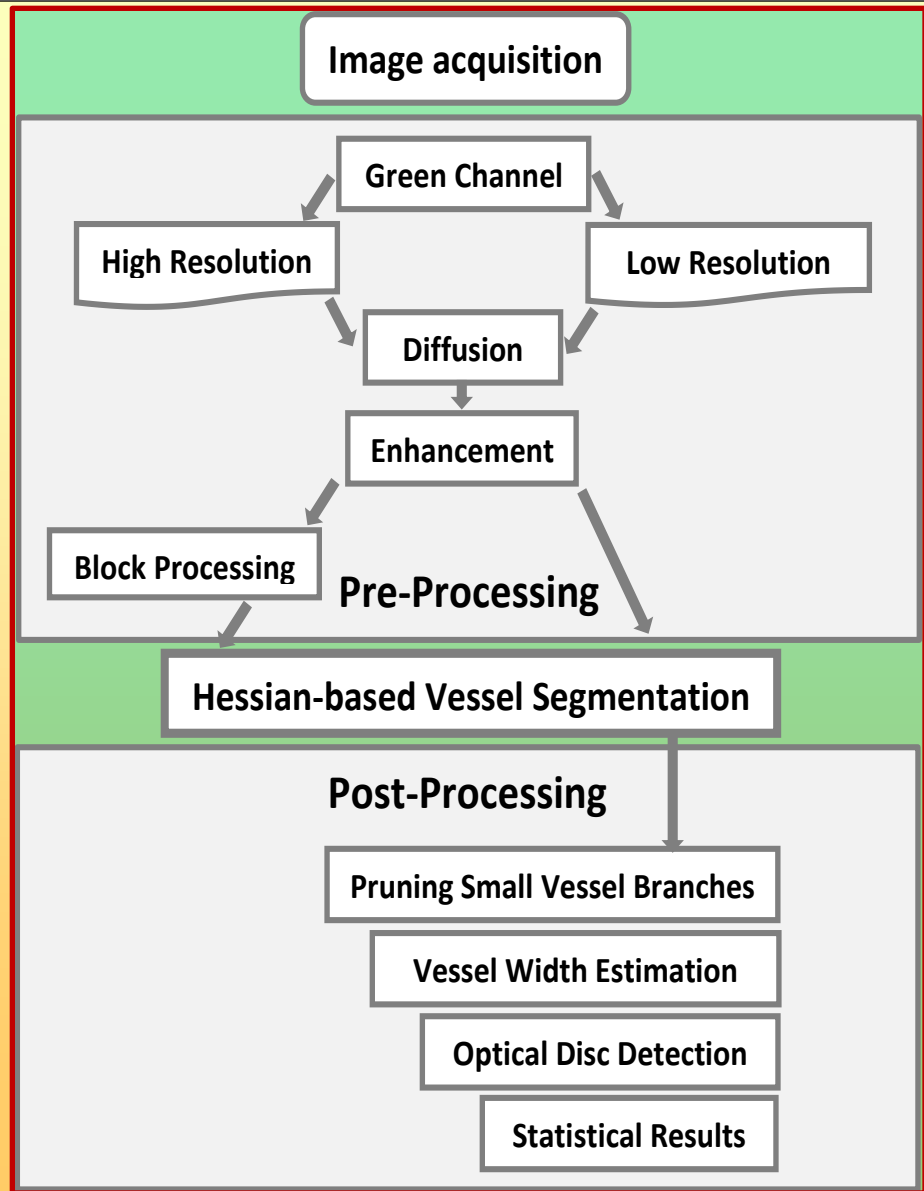 Image acquisition
Green Channel
High Resolution
Low Resolution
Diffusion
Enhancement
Block Processing
Pre-Processing
Hessian-based Vessel Segmentation
Post-Processing
Pruning Small Vessel Branches
Vessel Width Estimation
Optical Disc Detection
Statistical Results